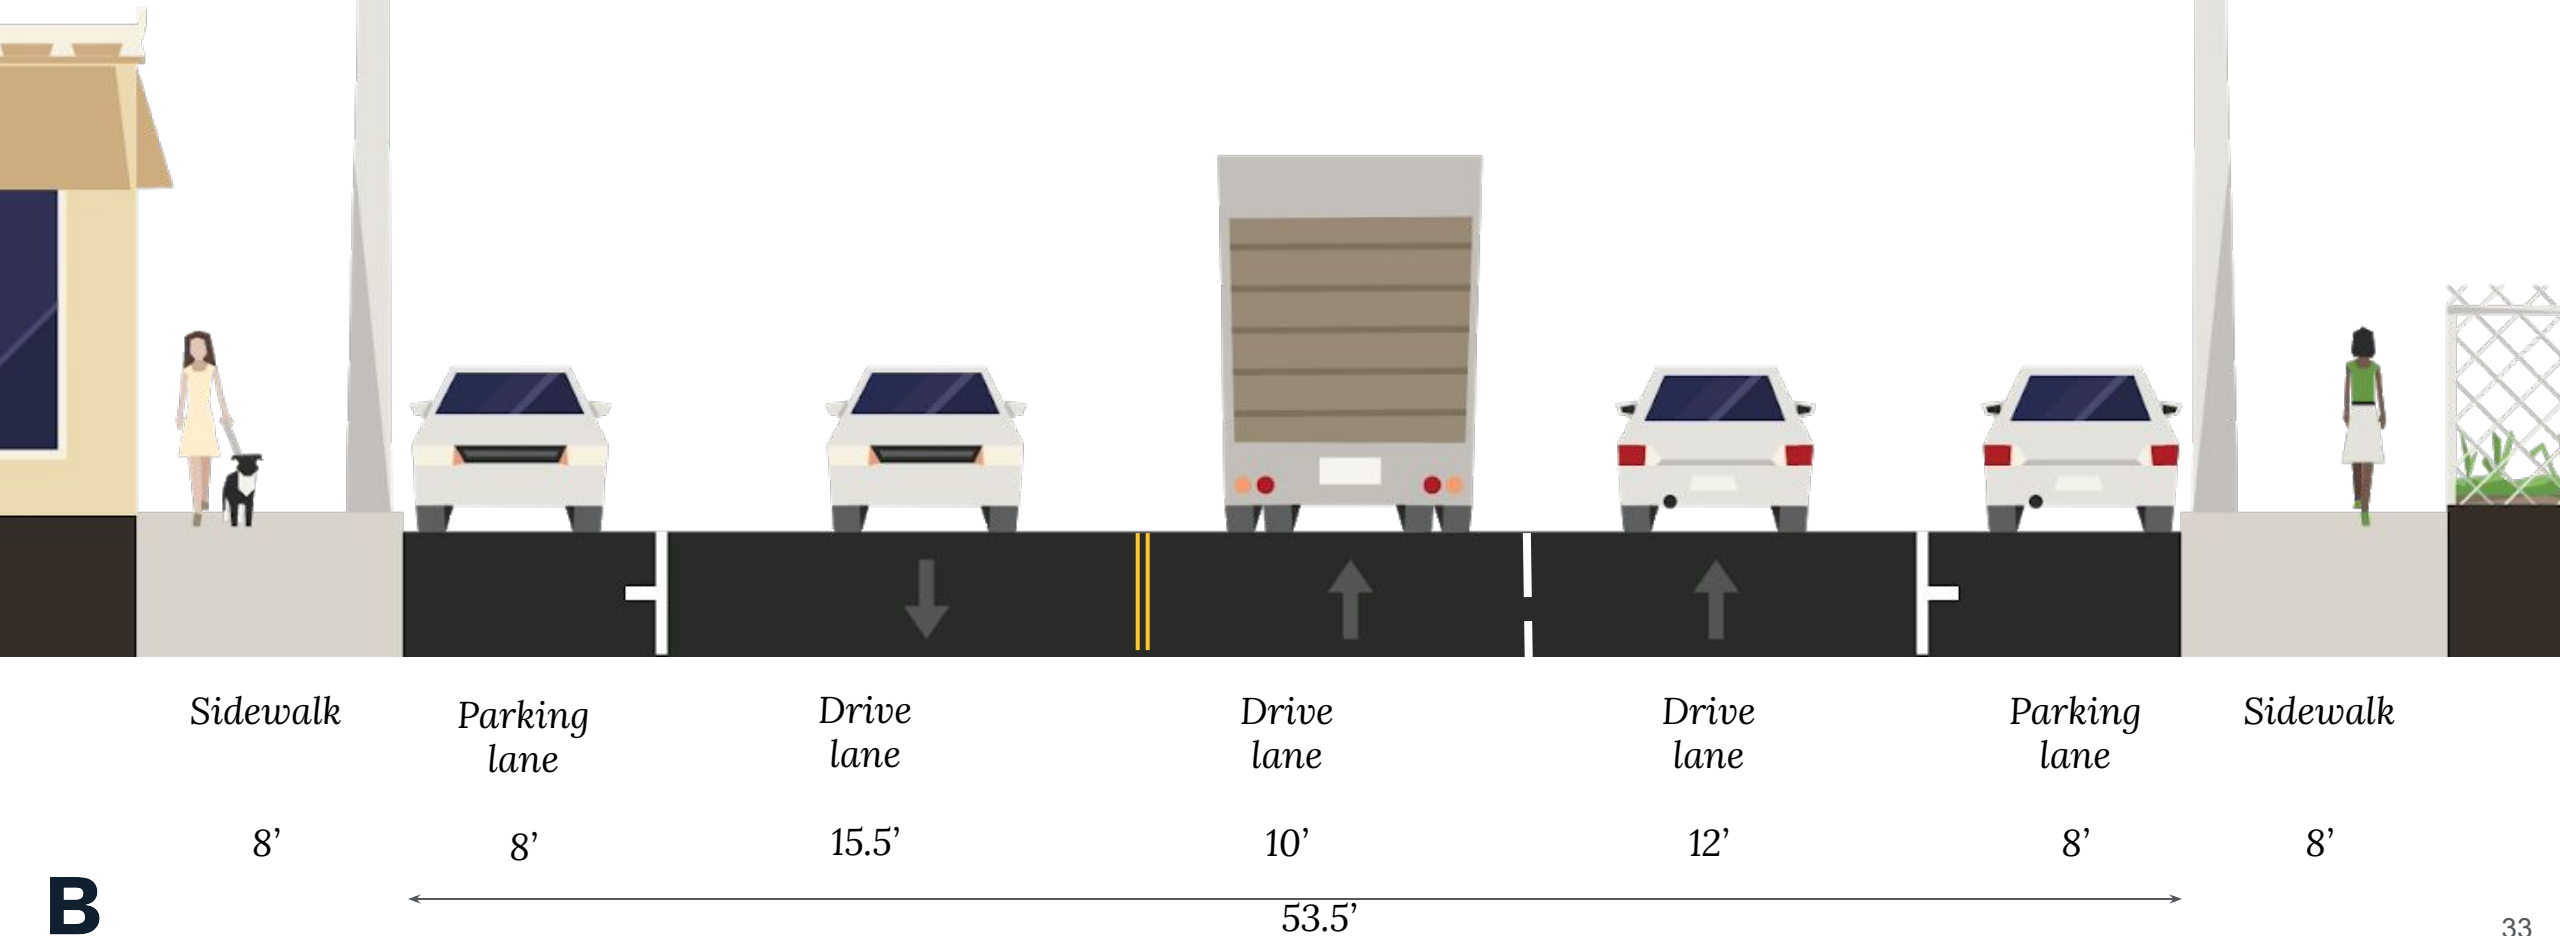 Sidewalk
Parking
lane
Drive
lane
Drive
lane
Drive
lane
Parking
lane
Sidewalk
8’
8’
15.5’
10’
12’
8’
8’
53.5’
B
33